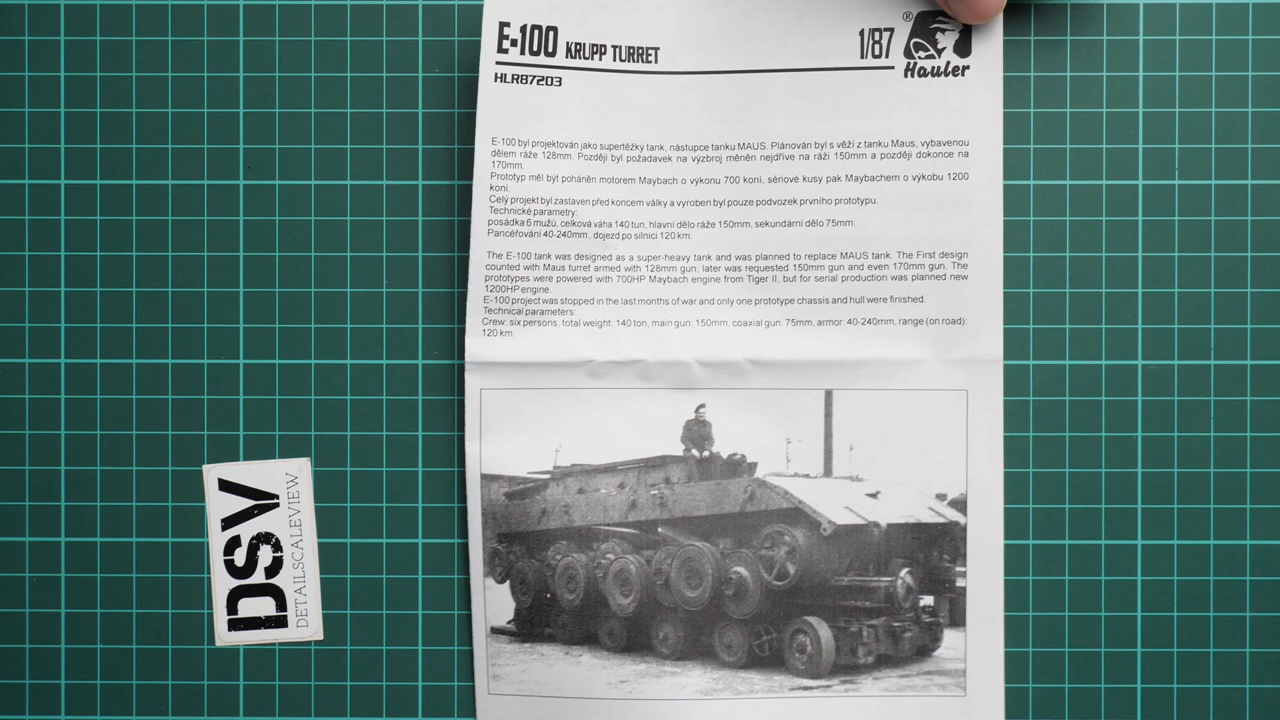 E-100 KRUPP TURRET
1/87
®
Hauler
HLR87203
E-100 byl projektován jako supertěžký tank, nástupce tanku MAUS. Plánován byl s věží z tanku Maus, vybavenou
dělem ráže 128mm. Později byl požadavek na výzbroj měněn nejdříve na ráži 150mm a později dokonce na
170mm.
Prototyp měl být poháněn motorem Maybach o výkonu 700 koní, sériové kusy pak Maybachem o výkobu 1200
koní.
Celý projekt byl zastaven před koncem války a vyroben byl pouze podvozek prvního prototypu.
Technické parametry:
posádka 6 mužů, celková váha 140 tun, hlavní dělo ráže 150mm, sekundární dělo 75mm.
Pancéřování 40-240mm , dojezd po silnici 120 km.
The E-100 tank was designed as a super-heavy tank and was planned to replace MAUS tank. The First design
counted with Maus turret armed with 128mm gun, later was requested 150mm gun and even 170mm gun. The
prototypes were powered with 700HP Maybach engine from Tiger II, but for serial production was planned new
1200HP engine.
E-100 project was stopped in the last months of war and only one prototype chassis and hull were finished.
Technical parameters:
Crew: six persons, total weight: 140 ton, main gun: 150mm, coaxial gun: 75mm, armor: 40-240mm, range (on road):
120 km.
DSV
DETAILSCALEVIEW